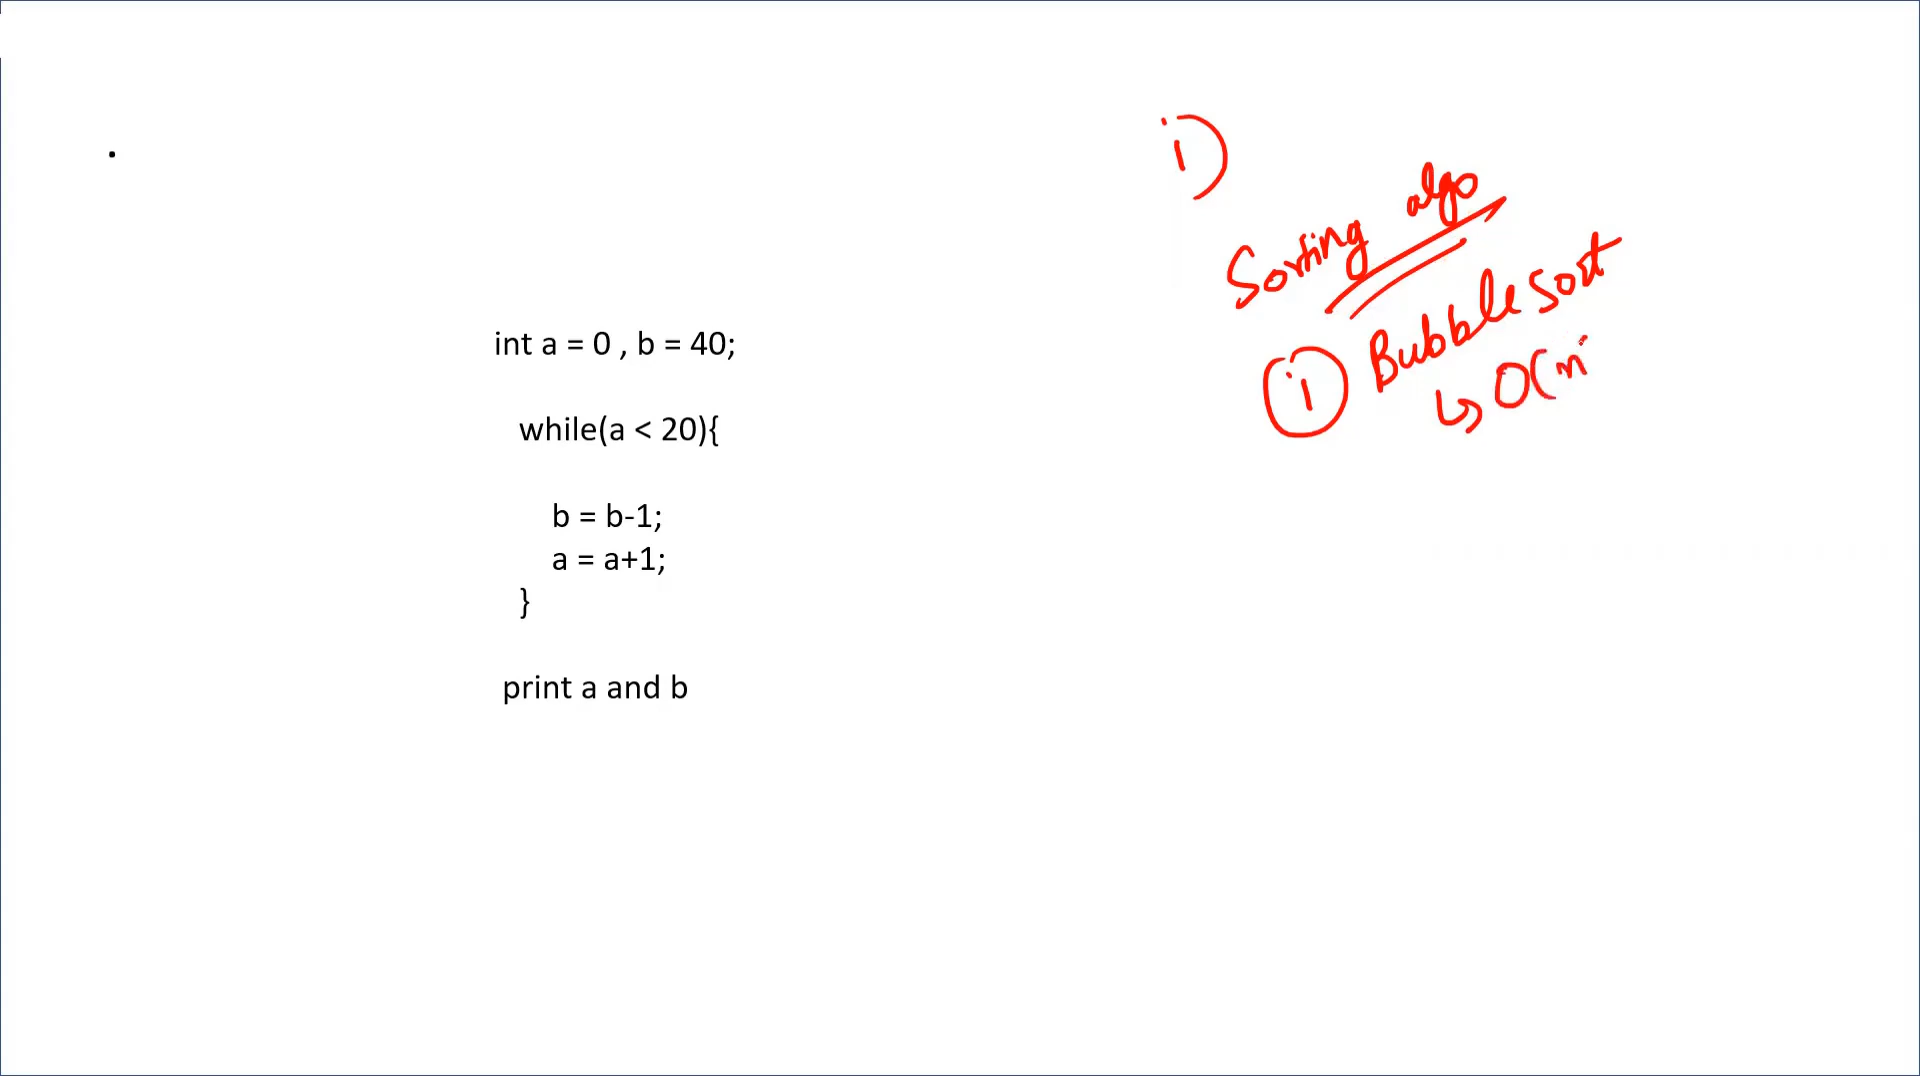 int a = 0 , b = 40;
while(a < 20){
b = b-1;
a = a+1;
}
print a and b
i)
Sorting algo
i Bubble sort
↳ O(n